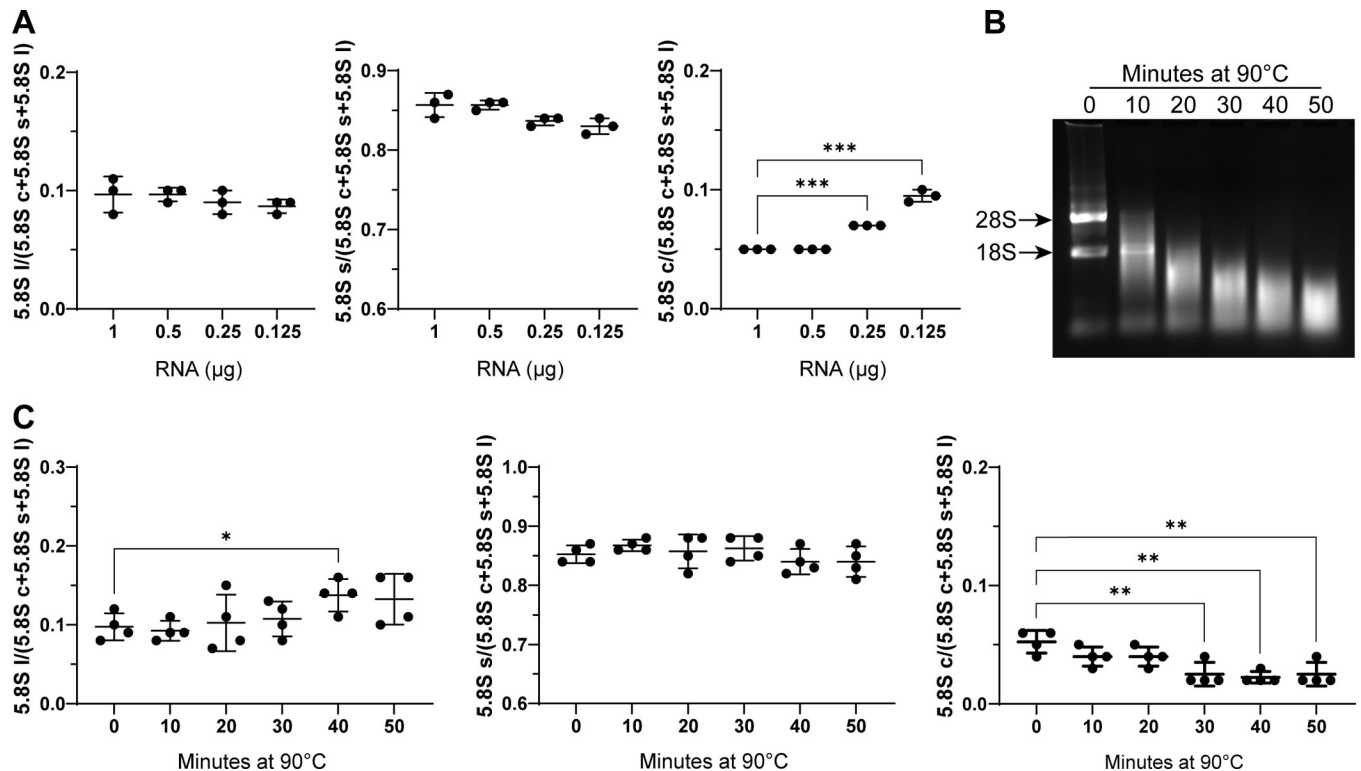 A
5.8S l/(5.8S c+5.8S s+5.8S l)
0.2
0.1
0.0
1 0.5 0.25 0.125
RNA (µg)
5.8S s/(5.8S c+5.8S s+5.8S l)
0.9
0.8
0.7
0.6
1 0.5 0.25 0.125
RNA (µg)
5.8S c/(5.8S c+5.8S s+5.8S l)
0.2
0.1
0.0
***
***
1 0.5 0.25 0.125
RNA (µg)
B
Minutes at 90°C
0 10 20 30 40 50
28S
18S
C
5.8S l/(5.8S c+5.8S s+5.8S l)
0.3
0.2
0.1
0.0
*
0 10 20 30 40 50
Minutes at 90°C
5.8S s/(5.8S c+5.8S s+5.8S l)
1.0
0.9
0.8
0.7
0.6
0 10 20 30 40 50
Minutes at 90°C
5.8S c/(5.8S c+5.8S s+5.8S l)
0.2
0.1
0.0
**
**
**
0 10 20 30 40 50
Minutes at 90°C